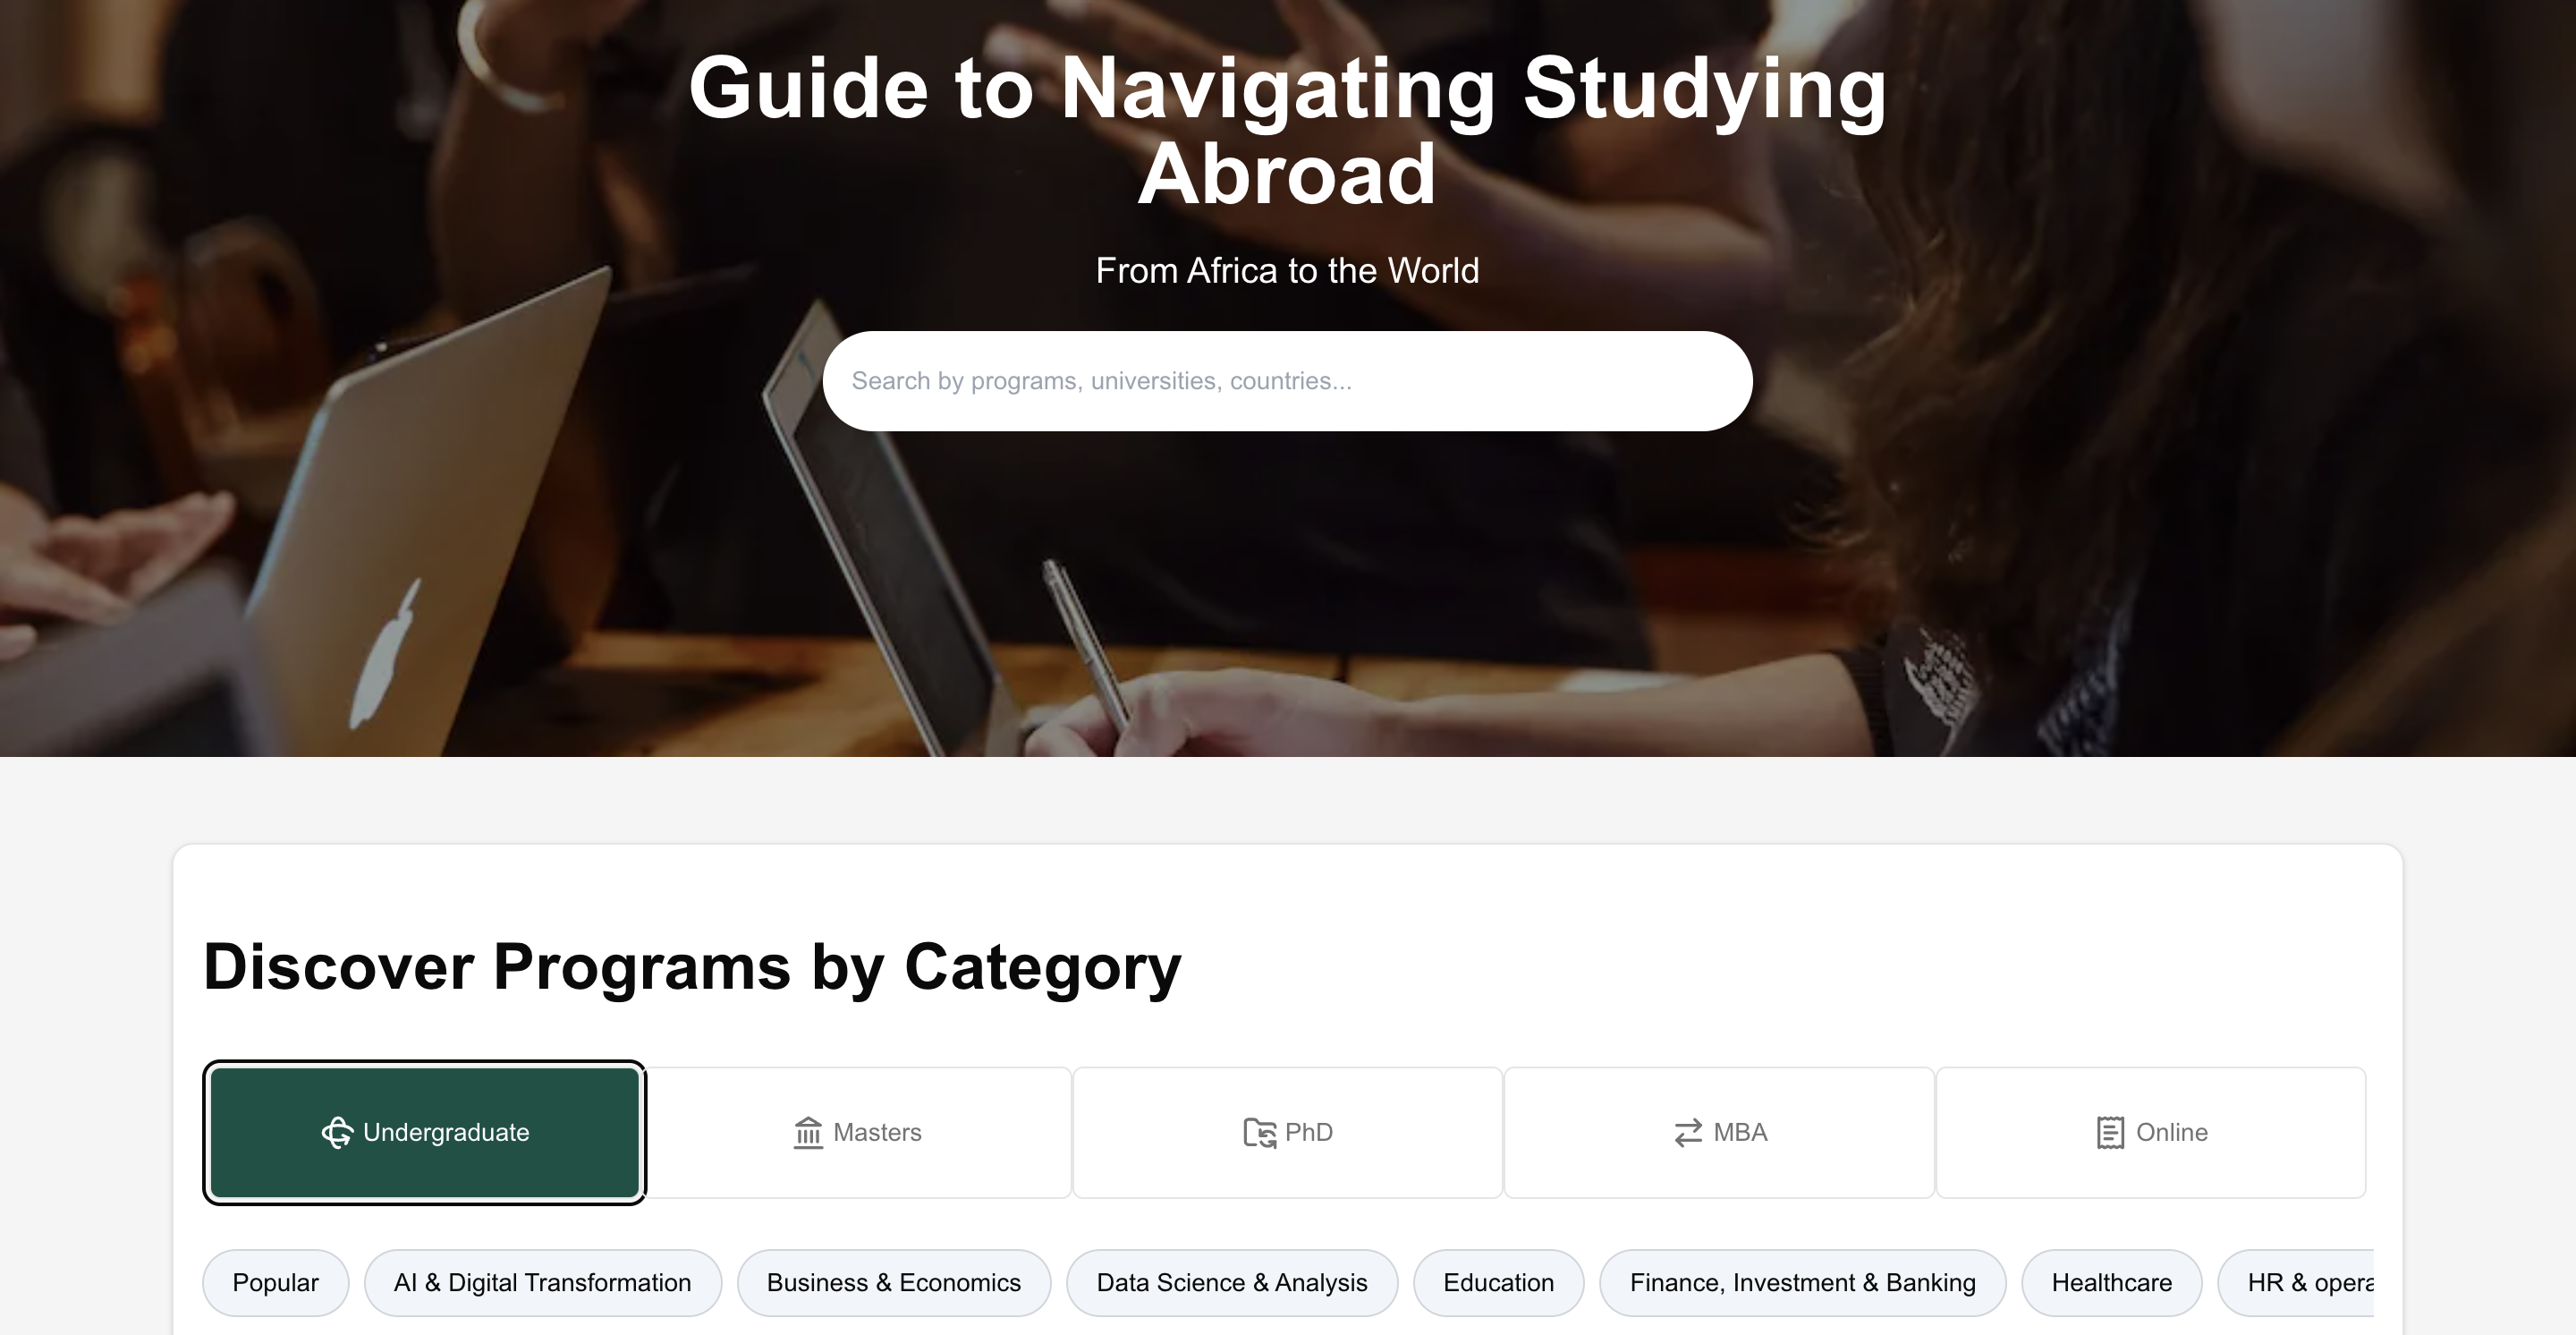 Guide to Navigating Studying
Abroad
From Africa to the World
Search by programs, universities, countries...
Discover Programs by Category
Undergraduate
Masters
PhD
MBA
Online
Popular
AI & Digital Transformation
Business & Economics
Data Science & Analysis
Education
Finance, Investment & Banking
Healthcare
HR & opera